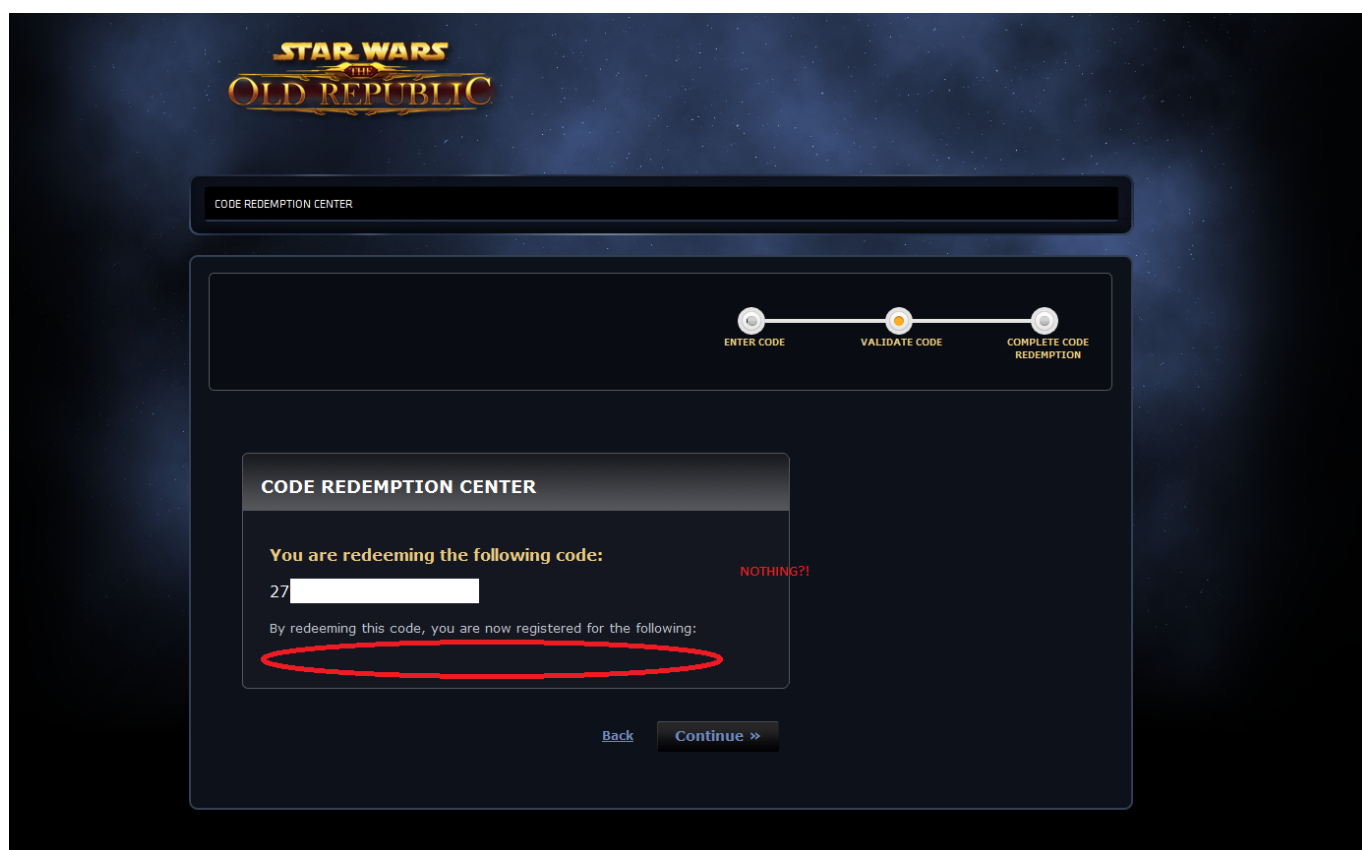 STAR WARS
THE
OLD REPUBLIC
CODE REDEMPTION CENTER
ENTER CODE
VALIDATE CODE
COMPLETE CODE
REDEMPTION
CODE REDEMPTION CENTER
You are redeeming the following code:
NOTHING?!
27
By redeeming this code, you are now registered for the following:
Back
Continue »